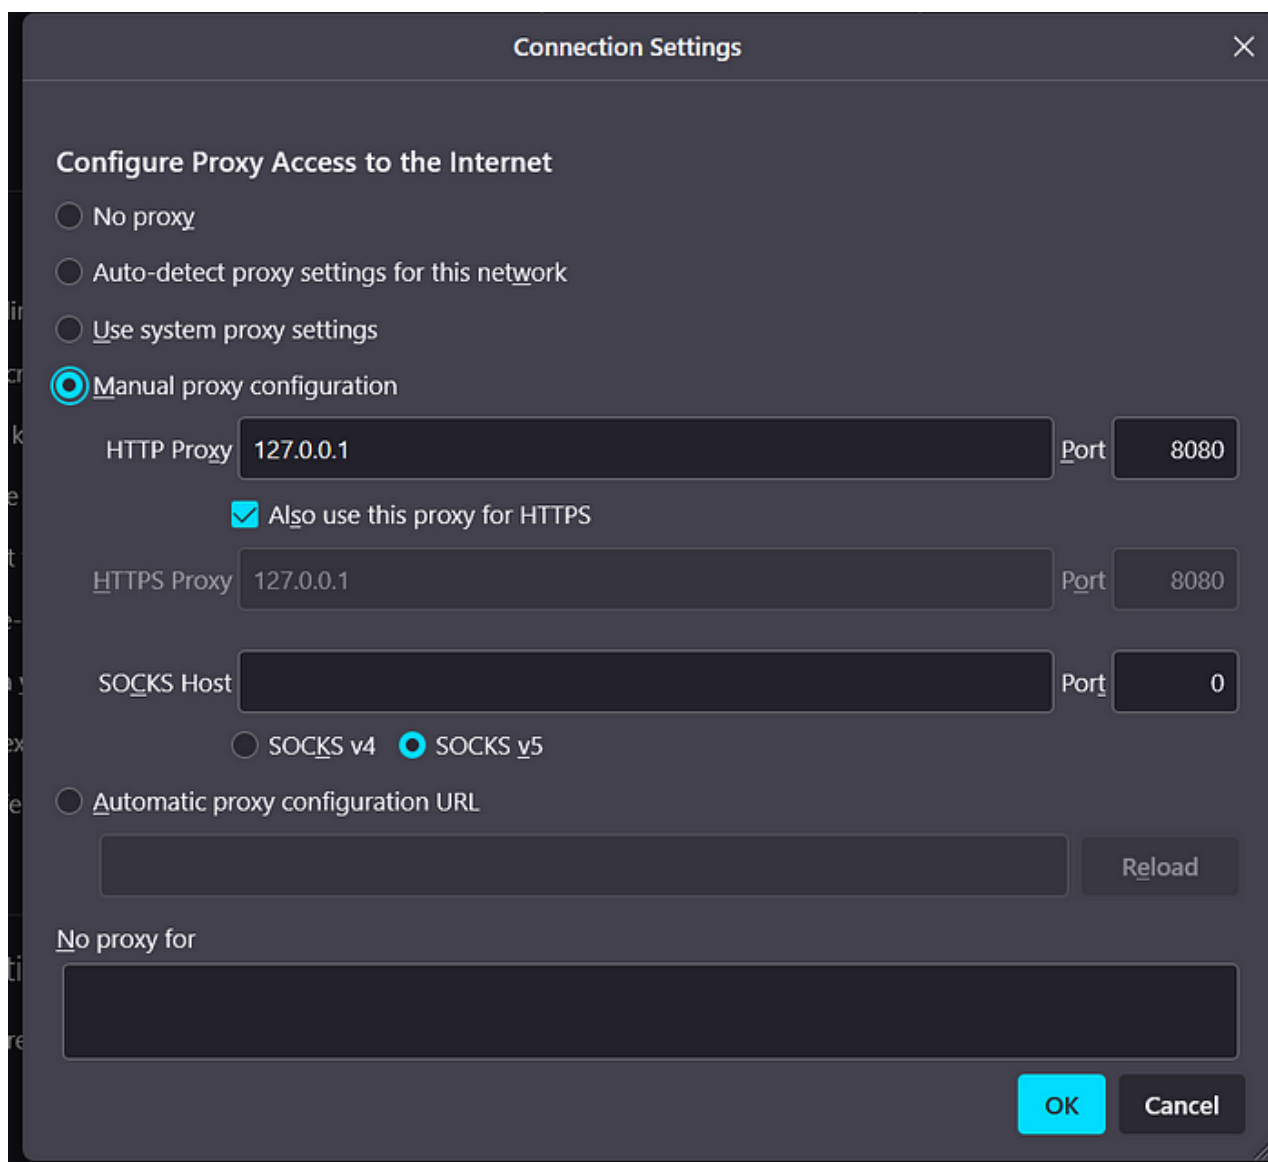 Connection Settings
Configure Proxy Access to the Internet
No proxy
Auto-detect proxy settings for this network
Use system proxy settings
Manual proxy configuration
HTTP Proxy 127.0.0.1 Port 8080
Also use this proxy for HTTPS
HTTPS Proxy 127.0.0.1 Port 8080
SOCKS Host Port 0
SOCKS v4 SOCKS v5
Automatic proxy configuration URL
Reload
No proxy for
OK Cancel